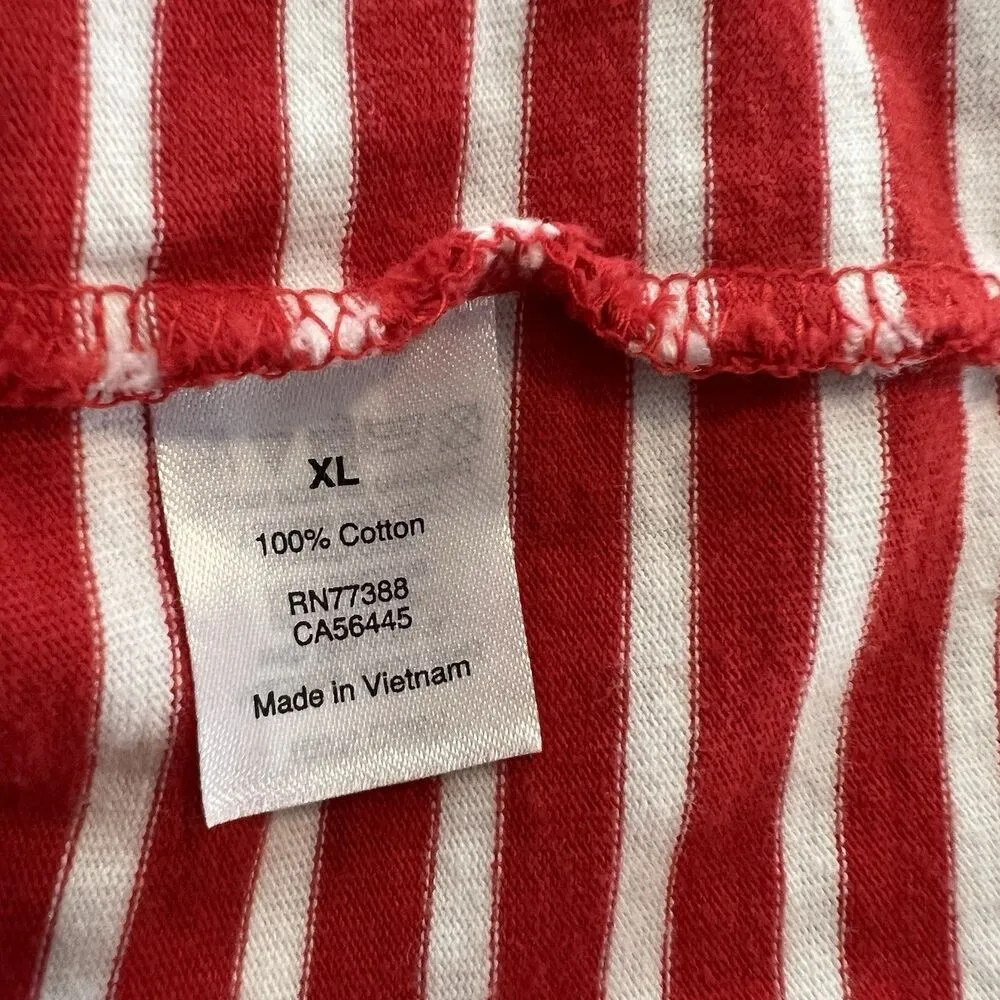 XL
100% Cotton
RN77388
CA56445
Made in Vietnam